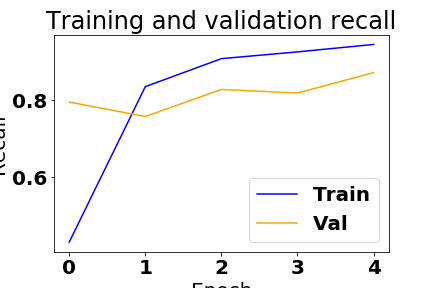 Training and validation recall
Recall
0.8
0.6
Train
Val
0 1 2 3 4
Epoch